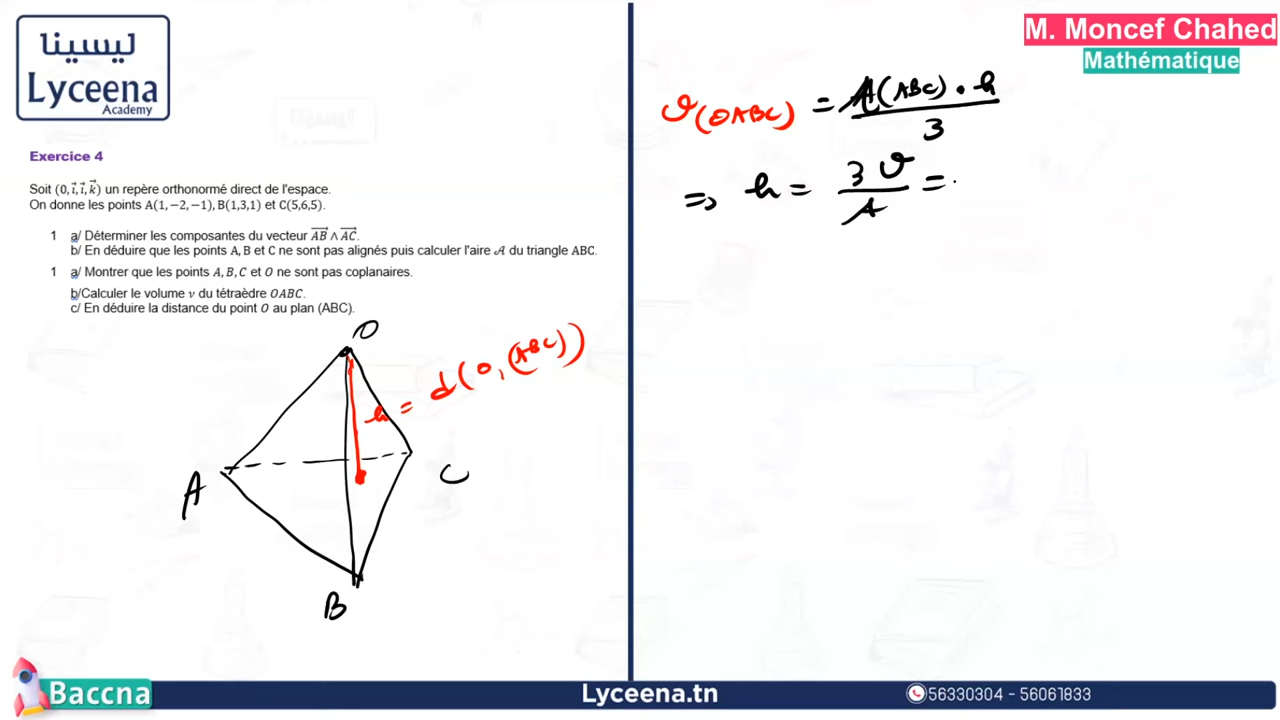 ليسينا
Lyceena
Academy
Exercice 4
Soit (0, i⃗, i⃗, k⃗) un repère orthonormé direct de l'espace.
On donne les points A(1, −2, −1), B(1,3,1) et C(5,6,5).
1 a/ Déterminer les composantes du vecteur A͞B͞ ∧ A͞C͞.
b/ En déduire que les points A, B et C ne sont pas alignés puis calculer l'aire 𝒜 du triangle ABC.
1 a/ Montrer que les points A, B, C et O ne sont pas coplanaires.
b/Calculer le volume v du tétraèdre OABC.
c/ En déduire la distance du point O au plan (ABC).
O
h = d(0, (ABC))
A
C
B
M. Moncef Chahed
Mathématique
𝒱(OABC) = 𝒜(ABC) • h / 3
⇒ h = 3𝒱 / 𝒜 =
Baccna
Lyceena.tn
56330304 - 56061833